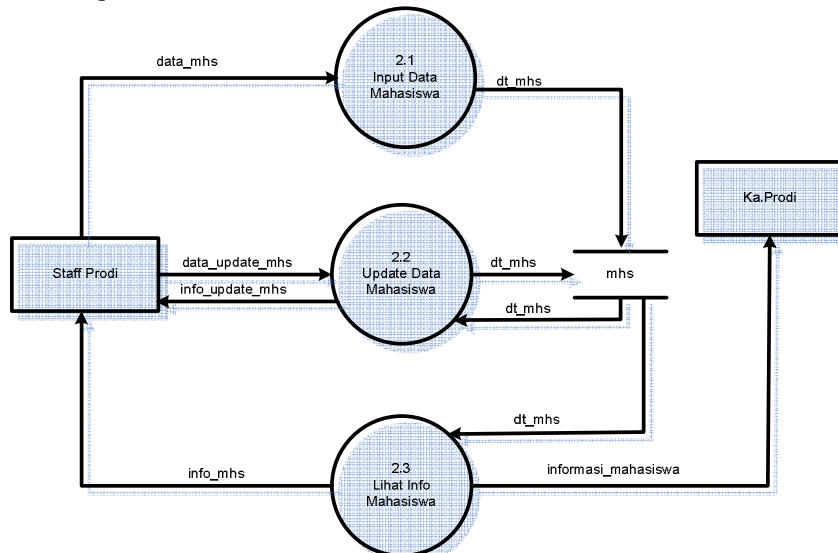 data_mhs
2.1
Input Data
Mahasiswa
dt_mhs
Ka.Prodi
Staff Prodi
data_update_mhs
info_update_mhs
2.2
Update Data
Mahasiswa
dt_mhs
mhs
dt_mhs
dt_mhs
info_mhs
2.3
Lihat Info
Mahasiswa
informasi_mahasiswa